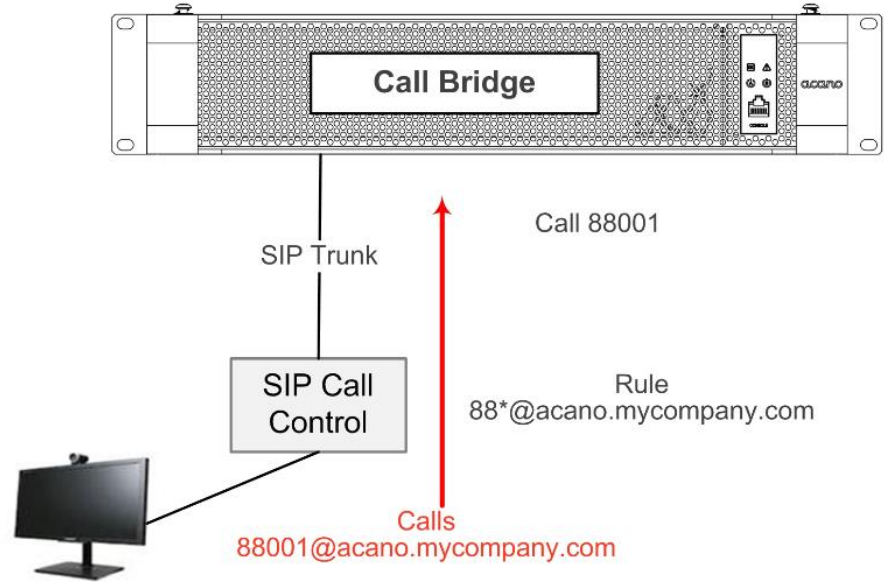 Call Bridge
acano
CONSOLE
Call 88001
SIP Trunk
SIP Call
Control
Rule
88*@acano.mycompany.com
Calls
88001@acano.mycompany.com